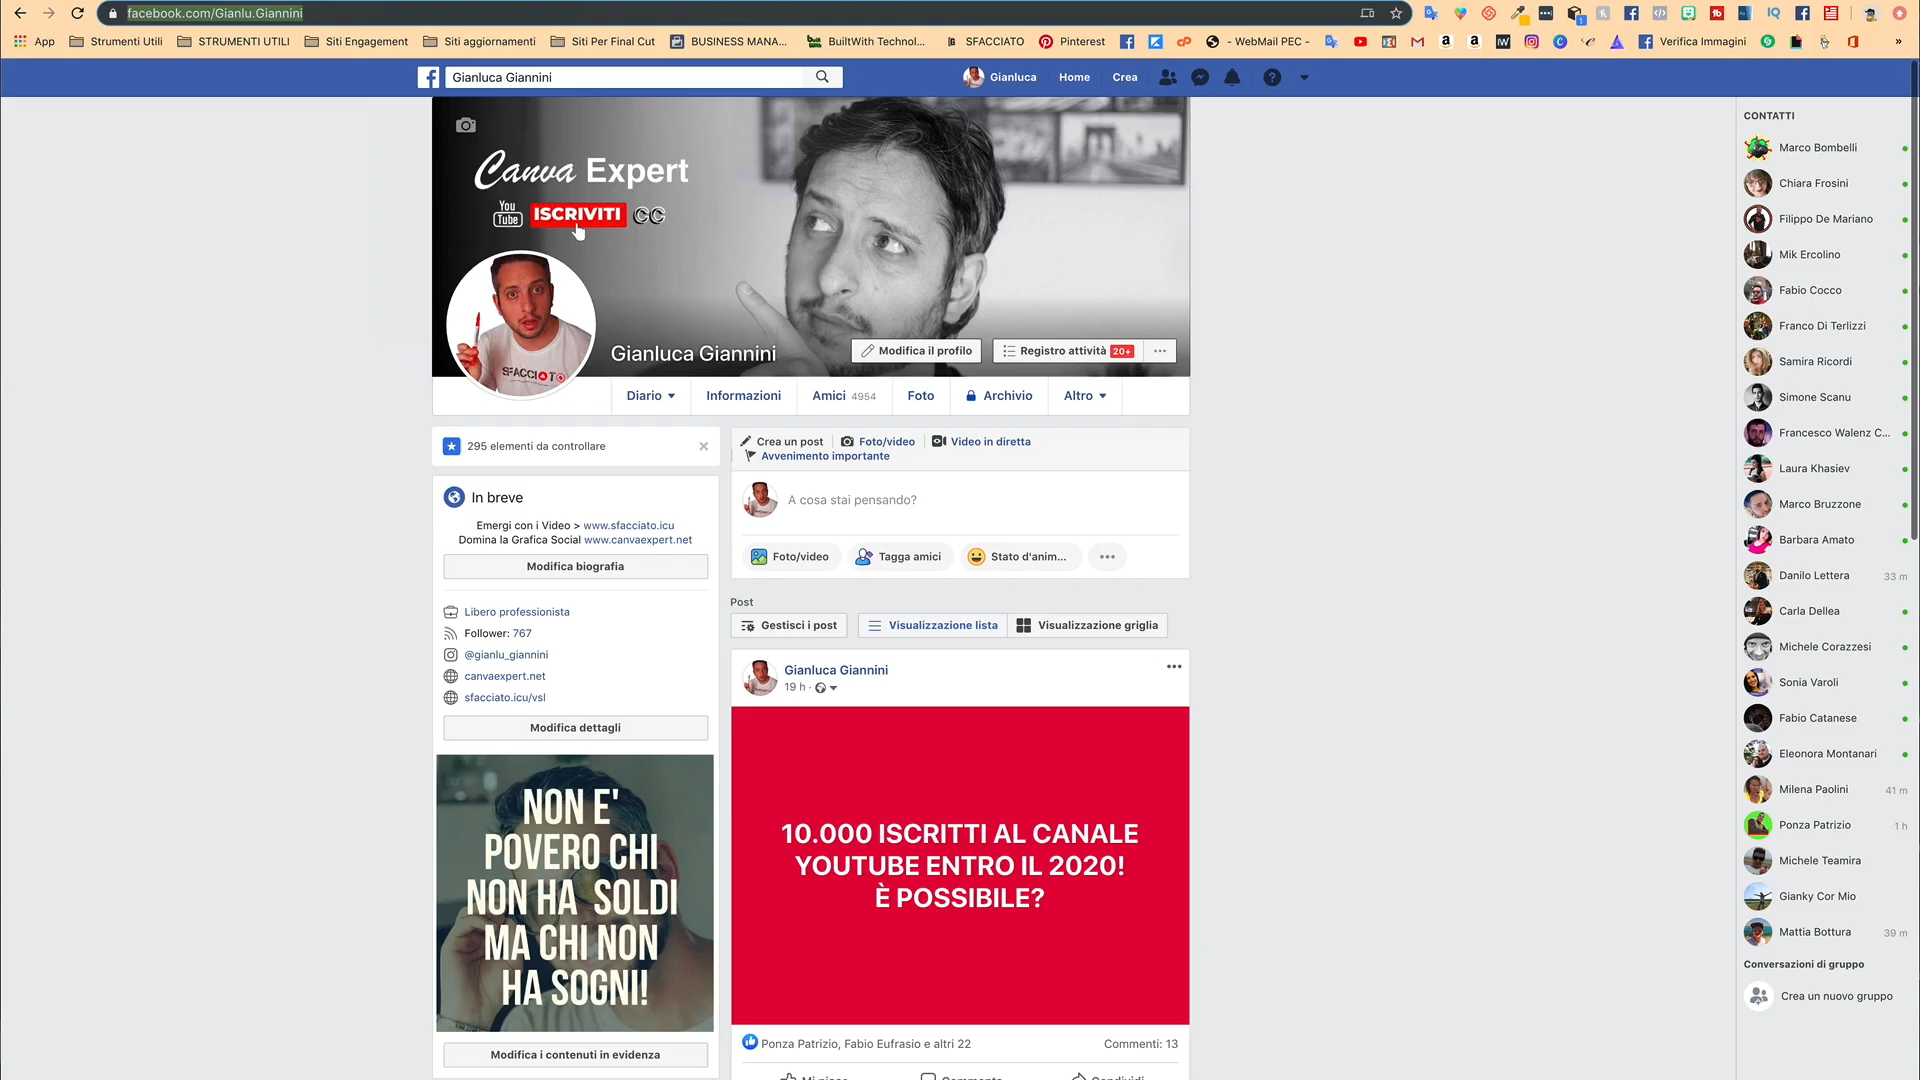 facebook.com/Gianlu.Giannini
App
Strumenti Utili
STRUMENTI UTILI
Siti Engagement
Siti aggiornamenti
Siti Per Final Cut
BUSINESS MANA...
BuiltWith Technol...
SFACCIATO
Pinterest
- WebMail PEC -
Verifica Immagini
»
Gianluca Giannini
Gianluca
Home
Crea
Canva Expert
You Tube ISCRIVITI CC
SFACCIATO
Gianluca Giannini
Modifica il profilo
Registro attività 20+
Diario
Informazioni
Amici 4954
Foto
Archivio
Altro
295 elementi da controllare
In breve
Emergi con i Video > www.sfacciato.icu
Domina la Grafica Social www.canvaexpert.net
Modifica biografia
Libero professionista
Follower: 767
@gianlu_giannini
canvaexpert.net
sfacciato.icu/vsl
Modifica dettagli
NON E'
POVERO CHI
NON HA SOLDI
MA CHI NON
HA SOGNI!
Modifica i contenuti in evidenza
Crea un post
Foto/video
Video in diretta
Avvenimento importante
A cosa stai pensando?
Foto/video
Tagga amici
Stato d'anim...
Post
Gestisci i post
Visualizzazione lista
Visualizzazione griglia
Gianluca Giannini
19 h ·
10.000 ISCRITTI AL CANALE
YOUTUBE ENTRO IL 2020!
È POSSIBILE?
Ponza Patrizio, Fabio Eufrasio e altri 22
Commenti: 13
Mi piace
Commenta
Condividi
CONTATTI
Marco Bombelli
Chiara Frosini
Filippo De Mariano
Mik Ercolino
Fabio Cocco
Franco Di Terlizzi
Samira Ricordi
Simone Scanu
Francesco Walenz C...
Laura Khasiev
Marco Bruzzone
Barbara Amato
Danilo Lettera 33 m
Carla Dellea
Michele Corazzesi
Sonia Varoli
Fabio Catanese
Eleonora Montanari
Milena Paolini 41 m
Ponza Patrizio 1 h
Michele Teamira
Gianky Cor Mio
Mattia Bottura 39 m
Conversazioni di gruppo
Crea un nuovo gruppo